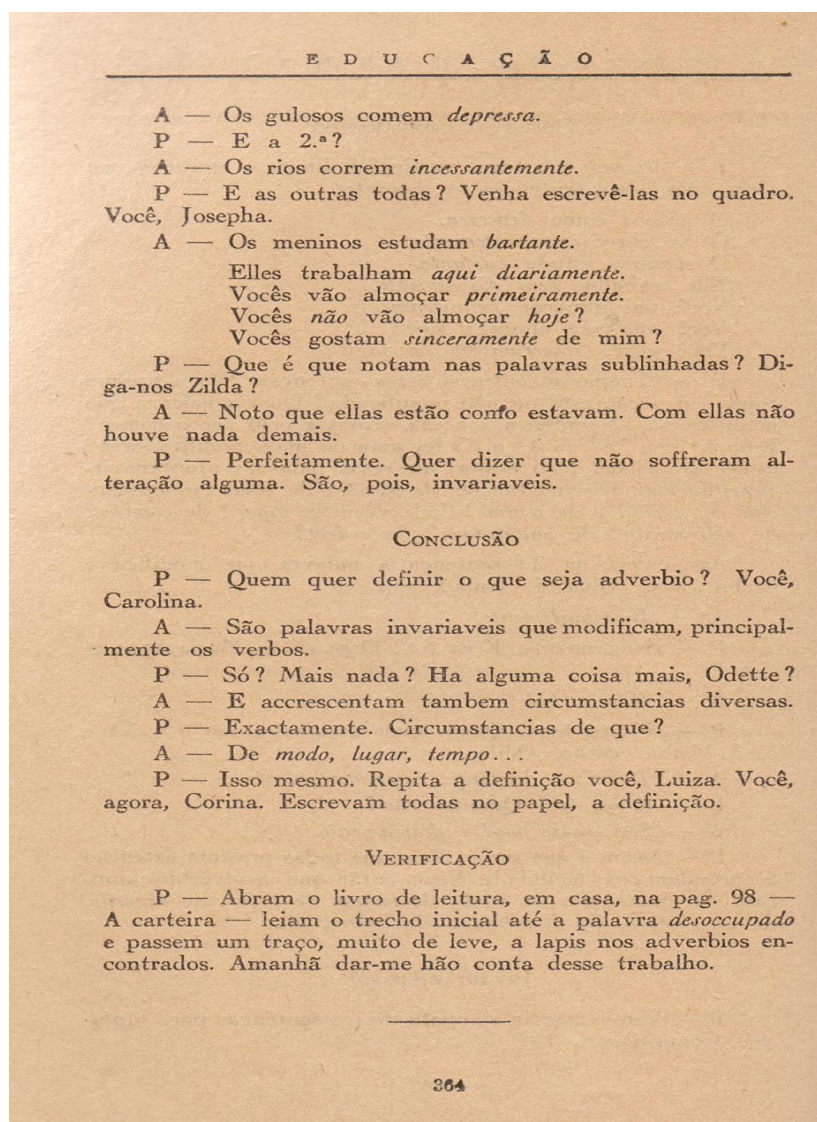 EDUCAÇÃO
A — Os gulosos comem depressa.
P — E a 2.ª?
A — Os rios correm incessantemente.
P — E as outras todas? Venha escrevê-las no quadro.
Você, Josepha.
A — Os meninos estudam bastante.
Elles trabalham aqui diariamente.
Vocês vão almoçar primeiramente.
Vocês não vão almoçar hoje?
Vocês gostam sinceramente de mim?
P — Que é que notam nas palavras sublinhadas? Di-
ga-nos Zilda?
A — Noto que ellas estão como estavam. Com ellas não
houve nada demais.
P — Perfeitamente. Quer dizer que não soffreram al-
teração alguma. São, pois, invariaveis.
CONCLUSÃO
P — Quem quer definir o que seja adverbio? Você,
Carolina.
A — São palavras invariaveis que modificam, principal-
mente os verbos.
P — Só? Mais nada? Ha alguma coisa mais, Odette?
A — E accrescentam tambem circumstancias diversas.
P — Exactamente. Circumstancias de que?
A — De modo, lugar, tempo...
P — Isso mesmo. Repita a definição você, Luiza. Você,
agora, Corina. Escrevam todas no papel, a definição.
VERIFICAÇÃO
P — Abram o livro de leitura, em casa, na pag. 98 —
A carteira — leiam o trecho inicial até a palavra desoccupado
e passem um traço, muito de leve, a lapis nos adverbios en-
contrados. Amanhã dar-me hão conta desse trabalho.
364